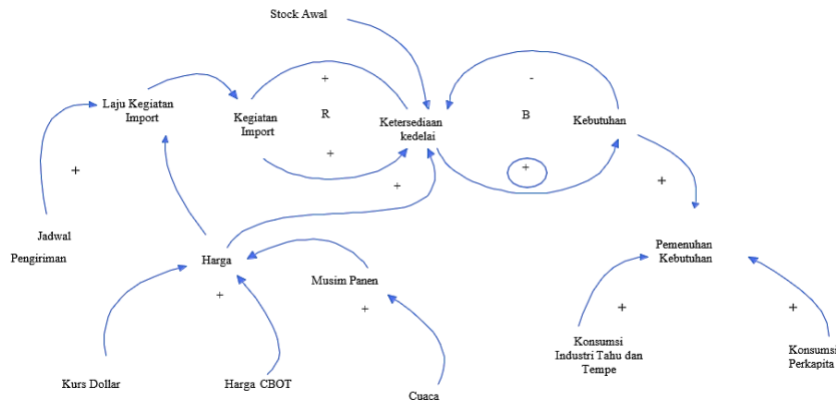 Stock Awal
+
-
Laju Kegiatan
Import
Kegiatan
Import
R
Ketersediaan
kedelai
B
Kebutuhan
+
+
+
+
+
Jadwal
Pengiriman
Harga
Pemenuhan
Kebutuhan
Musim Panen
+
+
+
+
Konsumsi
Industri Tahu dan
Tempe
Konsumsi
Perkapita
Kurs Dollar
Harga CBOT
Cuaca